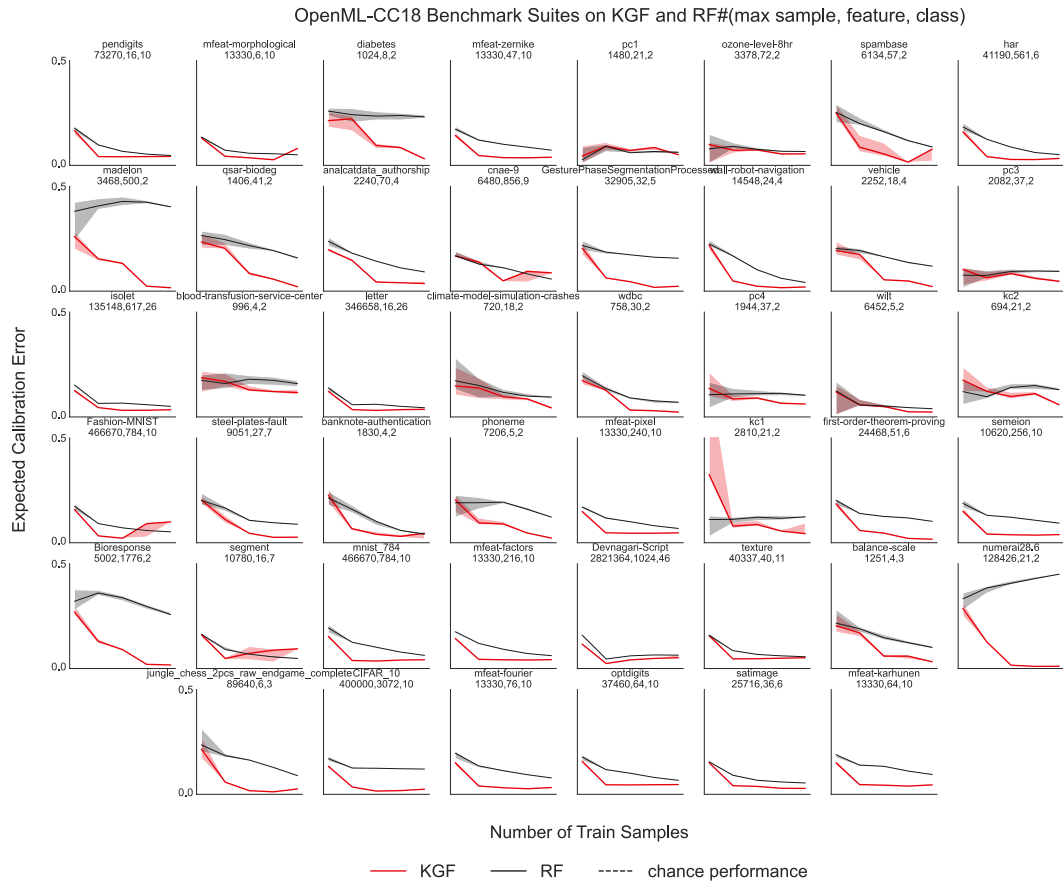 OpenML-CC18 Benchmark Suites on KGF and RF#(max sample, feature, class)
pendigits mfeat-morphological diabetes mfeat-zernike pc1 ozone-level-8hr spambase har
73270,16,10 13330,6,10 1024,8,2 13330,47,10 1480,21,2 3378,72,2 6134,57,2 41190,561,6
0.5
0.0
madelon qsar-biodeg analcatdata_authorship cnae-9 GesturePhaseSegmentationProcessed wall-robot-navigation vehicle pc3
3468,500,2 1406,41,2 2240,70,4 6480,856,9 32905,32,5 14548,24,4 2252,18,4 2082,37,2
0.5
0.0
isolet blood-transfusion-service-center letter climate-model-simulation-crashes wdbc pc4 wilt kc2
135148,617,26 996,4,2 346658,16,26 720,18,2 758,30,2 1944,37,2 6452,5,2 694,21,2
0.5
0.0
Fashion-MNIST steel-plates-fault banknote-authentication phoneme mfeat-pixel kc1 first-order-theorem-proving semeion
466670,784,10 9051,27,7 1830,4,2 7206,5,2 13330,240,10 2810,21,2 24468,51,6 10620,256,10
0.5
0.0
Bioresponse segment mnist_784 mfeat-factors Devnagari-Script texture balance-scale numerai28.6
5002,1776,2 10780,16,7 466670,784,10 13330,216,10 2821364,1024,46 40337,40,11 1251,4,3 128426,21,2
0.5
0.0
jungle_chess_2pcs_raw_endgame_complete CIFAR_10 mfeat-fourier optdigits satimage mfeat-karhunen
89640,6,3 400000,3072,10 13330,76,10 37460,64,10 25716,36,6 13330,64,10
0.5
0.0
Expected Calibration Error
Number of Train Samples
KGF RF chance performance